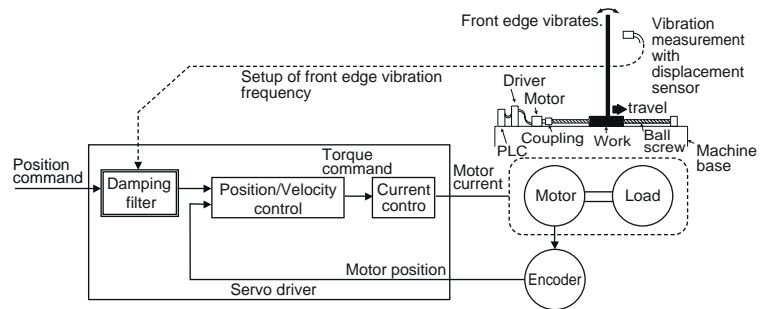 Front edge vibrates.
Vibration
measurement
with
displacement
sensor
Setup of front edge vibration
frequency
Driver
Motor
travel
PLC
Coupling
Work
Ball
screw
Machine
base
Position
command
Damping
filter
Position/Velocity
control
Torque
command
Current
contro
Motor
current
Motor
Load
Motor position
Encoder
Servo driver